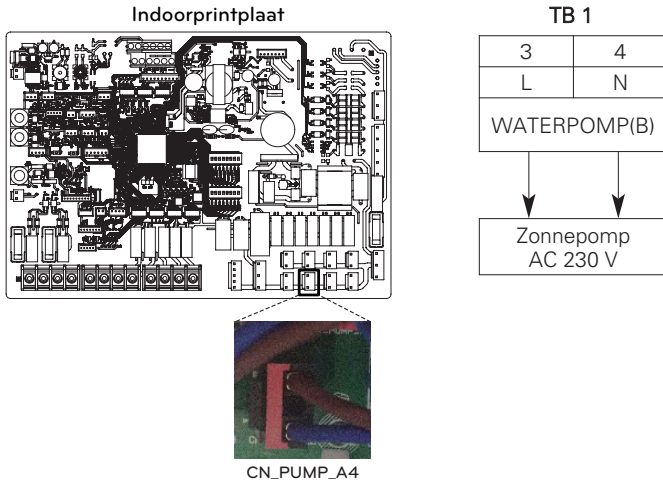 Indoorprintplaat
TB 1
3 4
L N
WATERPOMP(B)
Zonnepomp
AC 230 V
CN_PUMP_A4